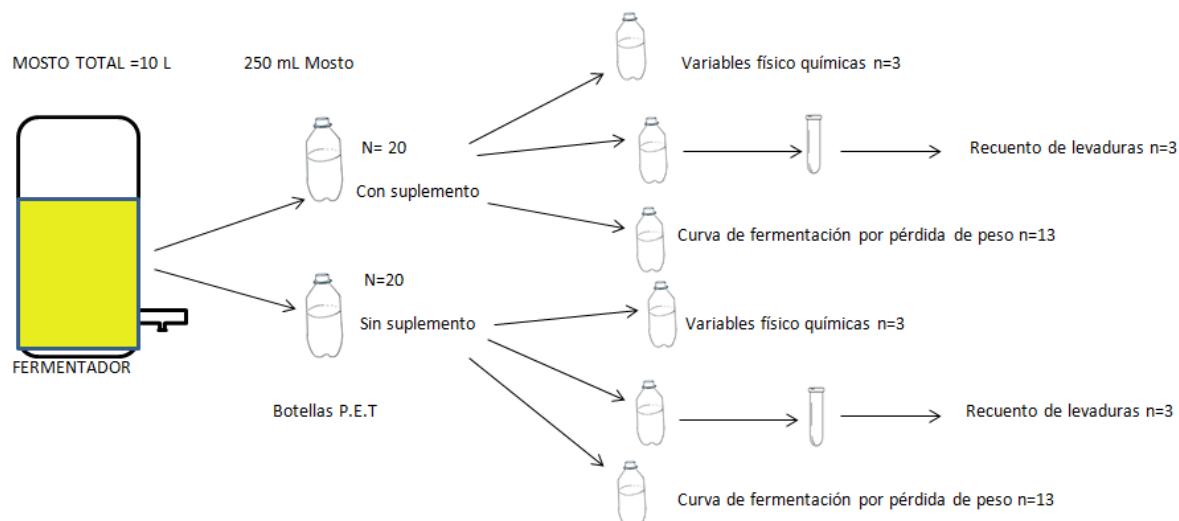 MOSTO TOTAL =10 L
250 mL Mosto
Variables físico químicas n=3
N= 20
Con suplemento
Recuento de levaduras n=3
Curva de fermentación por pérdida de peso n=13
N=20
Sin suplemento
Variables físico químicas n=3
FERMENTADOR
Botellas P.E.T
Recuento de levaduras n=3
Curva de fermentación por pérdida de peso n=13